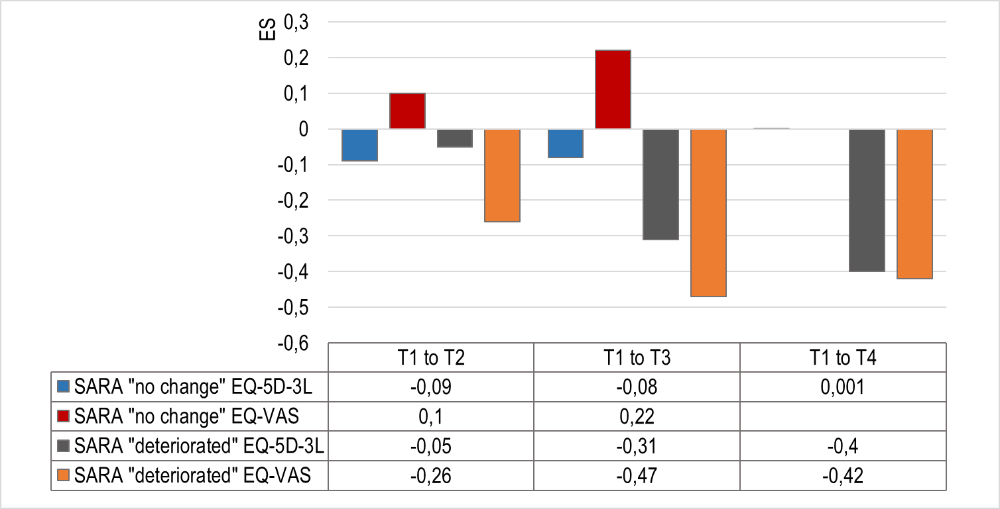 ES
0,3
0,2
0,1
0
-0,1
-0,2
-0,3
-0,4
-0,5
-0,6
T1 to T2 T1 to T3 T1 to T4
SARA "no change" EQ-5D-3L -0,09 -0,08 0,001
SARA "no change" EQ-VAS 0,1 0,22
SARA "deteriorated" EQ-5D-3L -0,05 -0,31 -0,4
SARA "deteriorated" EQ-VAS -0,26 -0,47 -0,42